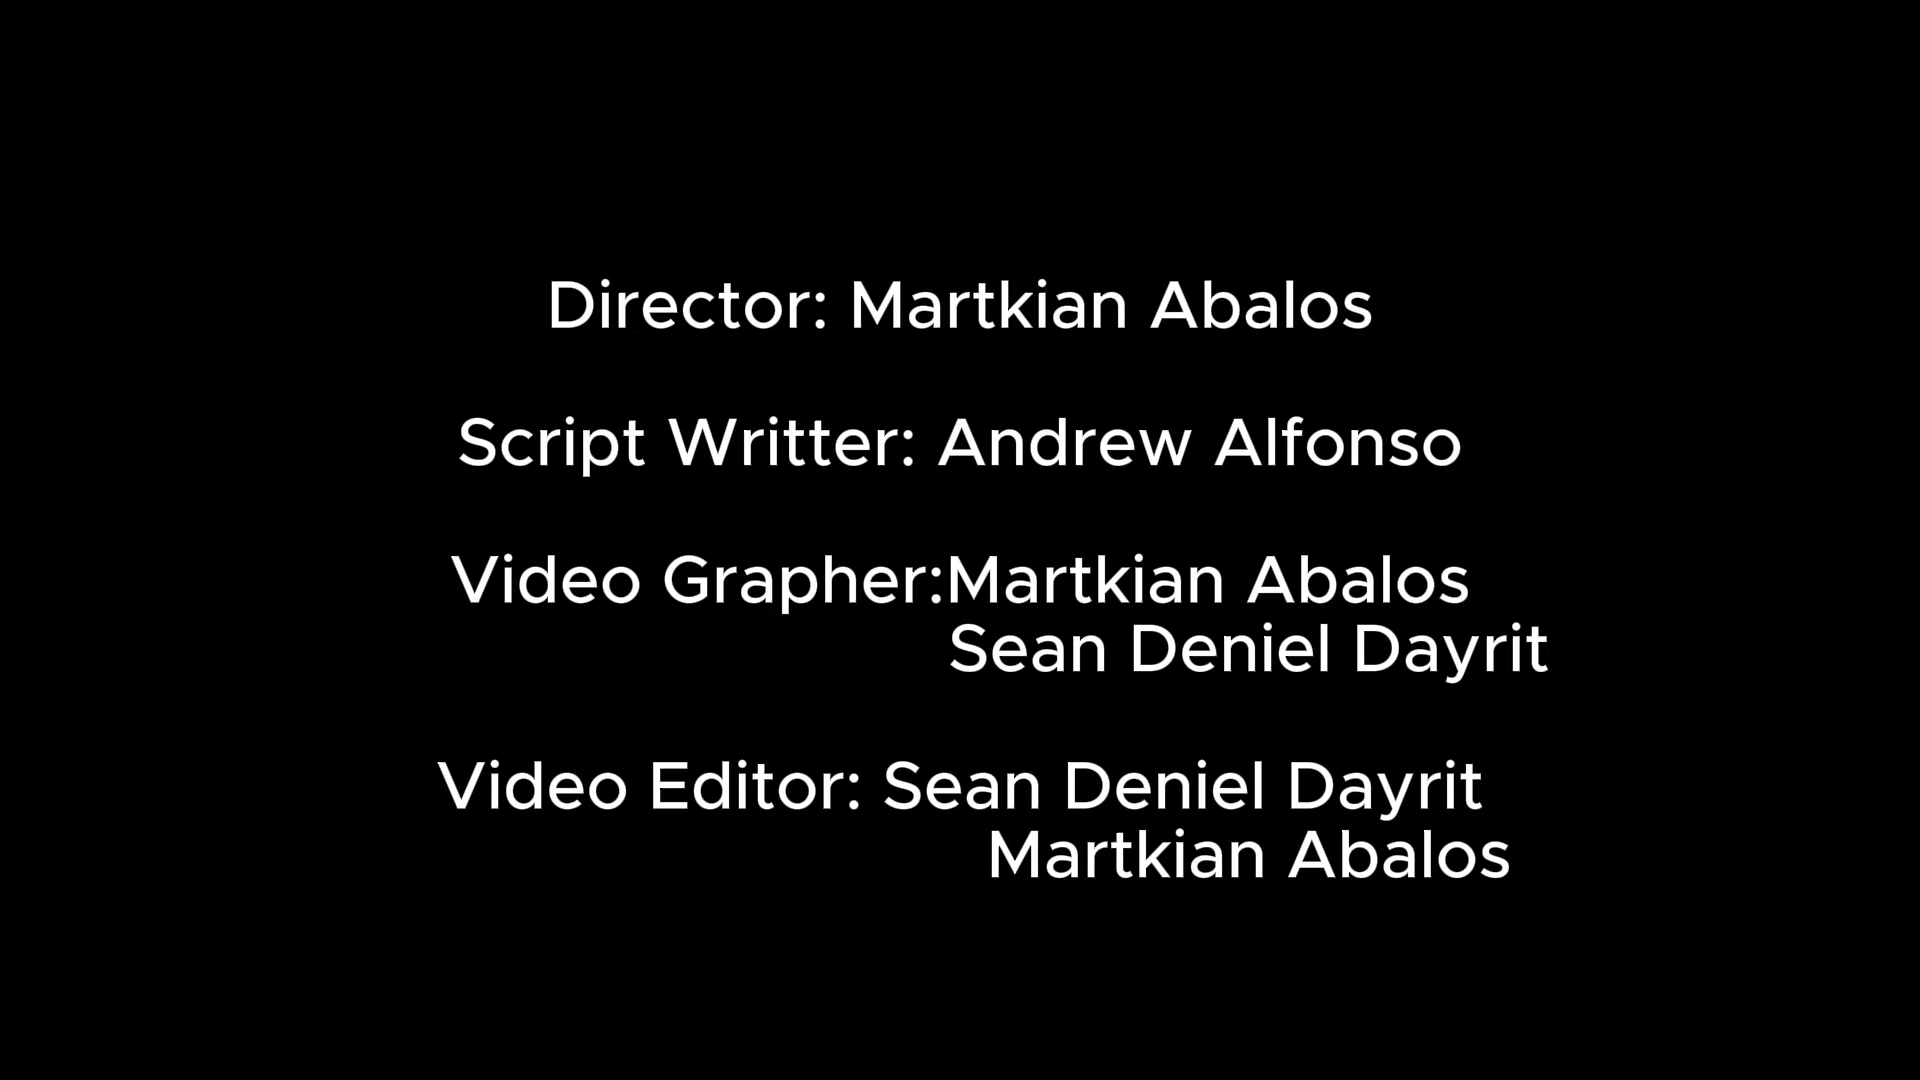 Director: Martkian Abalos
Script Writter: Andrew Alfonso
Video Grapher:Martkian Abalos
Sean Deniel Dayrit
Video Editor: Sean Deniel Dayrit
Martkian Abalos